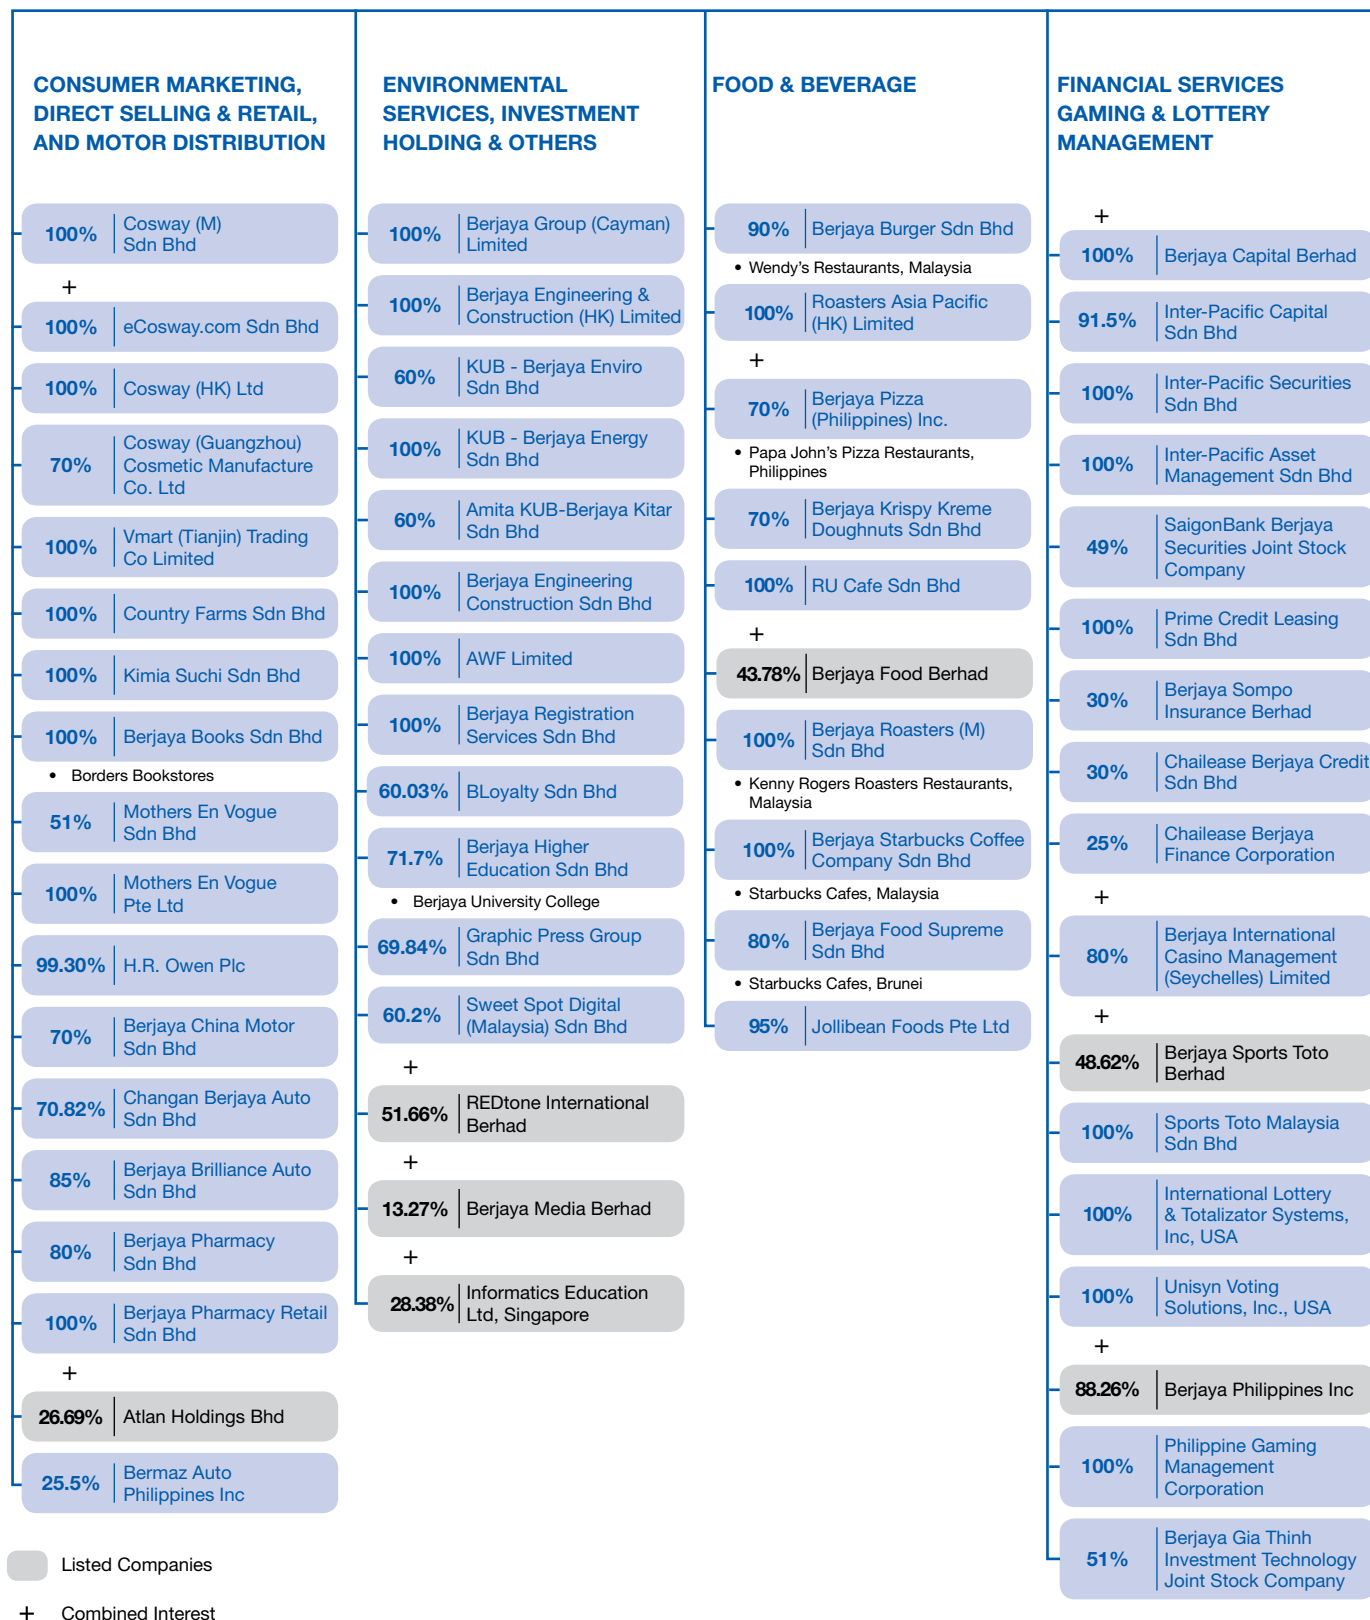 CONSUMER MARKETING,
DIRECT SELLING & RETAIL,
AND MOTOR DISTRIBUTION
100%
Cosway (M)
Sdn Bhd
+
100%
eCosway.com Sdn Bhd
100%
Cosway (HK) Ltd
70%
Cosway (Guangzhou)
Cosmetic Manufacture
Co. Ltd
100%
Vmart (Tianjin) Trading
Co Limited
100%
Country Farms Sdn Bhd
100%
Kimia Suchi Sdn Bhd
100%
Berjaya Books Sdn Bhd
• Borders Bookstores
51%
Mothers En Vogue
Sdn Bhd
100%
Mothers En Vogue
Pte Ltd
99.30%
H.R. Owen Plc
70%
Berjaya China Motor
Sdn Bhd
70.82%
Changan Berjaya Auto
Sdn Bhd
85%
Berjaya Brilliance Auto
Sdn Bhd
80%
Berjaya Pharmacy
Sdn Bhd
100%
Berjaya Pharmacy Retail
Sdn Bhd
+
26.69%
Atlan Holdings Bhd
25.5%
Bermaz Auto
Philippines Inc
ENVIRONMENTAL
SERVICES, INVESTMENT
HOLDING & OTHERS
100%
Berjaya Group (Cayman)
Limited
100%
Berjaya Engineering &
Construction (HK) Limited
60%
KUB - Berjaya Enviro
Sdn Bhd
100%
KUB - Berjaya Energy
Sdn Bhd
60%
Amita KUB-Berjaya Kitar
Sdn Bhd
100%
Berjaya Engineering
Construction Sdn Bhd
100%
AWF Limited
100%
Berjaya Registration
Services Sdn Bhd
60.03%
BLoyalty Sdn Bhd
71.7%
Berjaya Higher
Education Sdn Bhd
• Berjaya University College
69.84%
Graphic Press Group
Sdn Bhd
60.2%
Sweet Spot Digital
(Malaysia) Sdn Bhd
+
51.66%
REDtone International
Berhad
+
13.27%
Berjaya Media Berhad
+
28.38%
Informatics Education
Ltd, Singapore
FOOD & BEVERAGE
90%
Berjaya Burger Sdn Bhd
• Wendy's Restaurants, Malaysia
100%
Roasters Asia Pacific
(HK) Limited
+
70%
Berjaya Pizza
(Philippines) Inc.
• Papa John's Pizza Restaurants,
Philippines
70%
Berjaya Krispy Kreme
Doughnuts Sdn Bhd
100%
RU Cafe Sdn Bhd
+
43.78%
Berjaya Food Berhad
100%
Berjaya Roasters (M)
Sdn Bhd
• Kenny Rogers Roasters Restaurants,
Malaysia
100%
Berjaya Starbucks Coffee
Company Sdn Bhd
• Starbucks Cafes, Malaysia
80%
Berjaya Food Supreme
Sdn Bhd
• Starbucks Cafes, Brunei
95%
Jollibean Foods Pte Ltd
FINANCIAL SERVICES
GAMING & LOTTERY
MANAGEMENT
+
100%
Berjaya Capital Berhad
91.5%
Inter-Pacific Capital
Sdn Bhd
100%
Inter-Pacific Securities
Sdn Bhd
100%
Inter-Pacific Asset
Management Sdn Bhd
49%
SaigonBank Berjaya
Securities Joint Stock
Company
100%
Prime Credit Leasing
Sdn Bhd
30%
Berjaya Sompo
Insurance Berhad
30%
Chailease Berjaya Credit
Sdn Bhd
25%
Chailease Berjaya
Finance Corporation
+
80%
Berjaya International
Casino Management
(Seychelles) Limited
+
48.62%
Berjaya Sports Toto
Berhad
100%
Sports Toto Malaysia
Sdn Bhd
100%
International Lottery
& Totalizator Systems,
Inc, USA
100%
Unisyn Voting
Solutions, Inc., USA
+
88.26%
Berjaya Philippines Inc
100%
Philippine Gaming
Management
Corporation
51%
Berjaya Gia Thinh
Investment Technology
Joint Stock Company
Listed Companies
+ Combined Interest